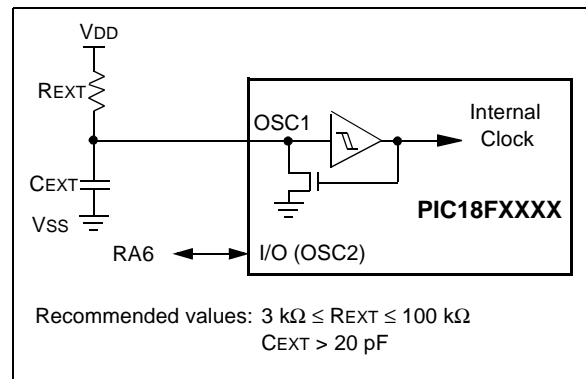 VDD
REXT
OSC1
Internal
Clock
CEXT
VSS
PIC18FXXXX
RA6
I/O (OSC2)
Recommended values: 3 kΩ ≤ REXT ≤ 100 kΩ
CEXT > 20 pF